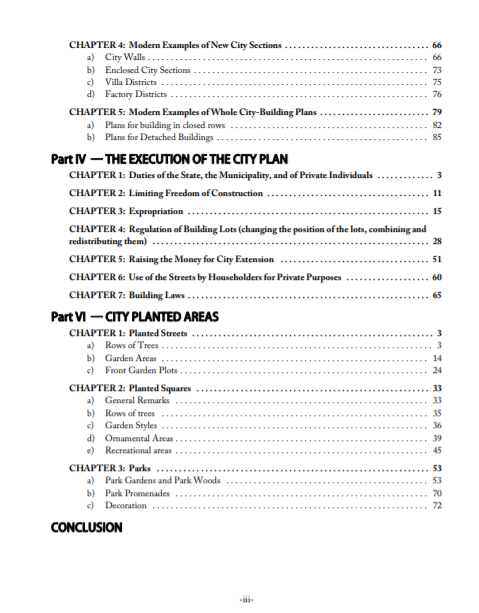 CHAPTER 4: Modern Examples of New City Sections ................................. 66
a) City Walls ................................................................ 66
b) Enclosed City Sections ..................................................... 73
c) Villa Districts ............................................................. 75
d) Factory Districts ........................................................... 76
CHAPTER 5: Modern Examples of Whole City-Building Plans ......................... 79
a) Plans for building in closed rows ............................................ 82
b) Plans for Detached Buildings ................................................ 85
Part IV — THE EXECUTION OF THE CITY PLAN
CHAPTER 1: Duties of the State, the Municipality, and of Private Individuals ............. 3
CHAPTER 2: Limiting Freedom of Construction ..................................... 11
CHAPTER 3: Expropriation ....................................................... 15
CHAPTER 4: Regulation of Building Lots (changing the position of the lots, combining and
redistributing them) ............................................................ 28
CHAPTER 5: Raising the Money for City Extension .................................. 51
CHAPTER 6: Use of the Streets by Householders for Private Purposes ................... 60
CHAPTER 7: Building Laws ....................................................... 65
Part VI — CITY PLANTED AREAS
CHAPTER 1: Planted Streets ...................................................... 3
a) Rows of Trees .............................................................. 3
b) Garden Areas .............................................................. 14
c) Front Garden Plots ......................................................... 24
CHAPTER 2: Planted Squares ..................................................... 33
a) General Remarks ........................................................... 33
b) Rows of trees .............................................................. 35
c) Garden Styles .............................................................. 36
d) Ornamental Areas .......................................................... 39
e) Recreational areas .......................................................... 45
CHAPTER 3: Parks .............................................................. 53
a) Park Gardens and Park Woods ............................................... 53
b) Park Promenades ........................................................... 70
c) Decoration ................................................................ 72
CONCLUSION
-iii-